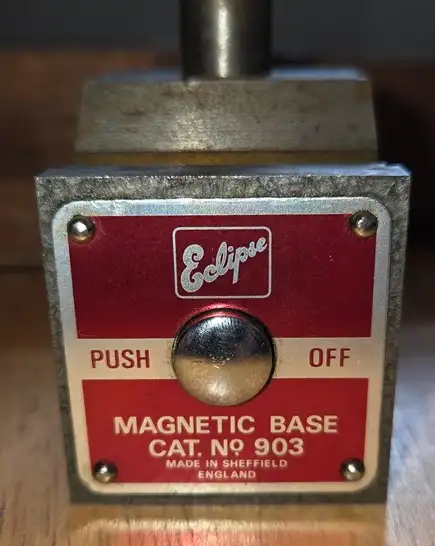 Eclipse
PUSH OFF
MAGNETIC BASE
CAT. Nº 903
MADE IN SHEFFIELD
ENGLAND